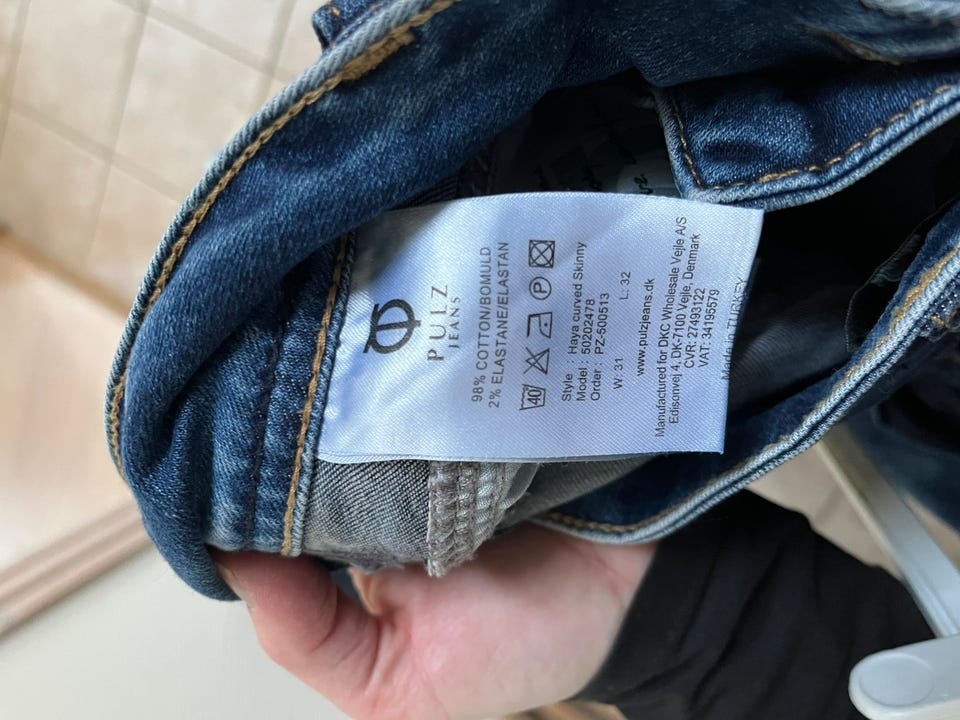 PULZ
JEANS
98% COTTON/BOMULD
2% ELASTANE/ELASTAN
40 P
Style : Haya curved Skinny
Model : 50202478
Order : PZ-500513
W: 31 L: 32
www.pulzjeans.dk
Manufactured for DKC Wholesale Vejle A/S
Edisonvej 4, DK-7100 Vejle, Denmark
CVR: 27493122
VAT: 34195579
Made in TURKEY